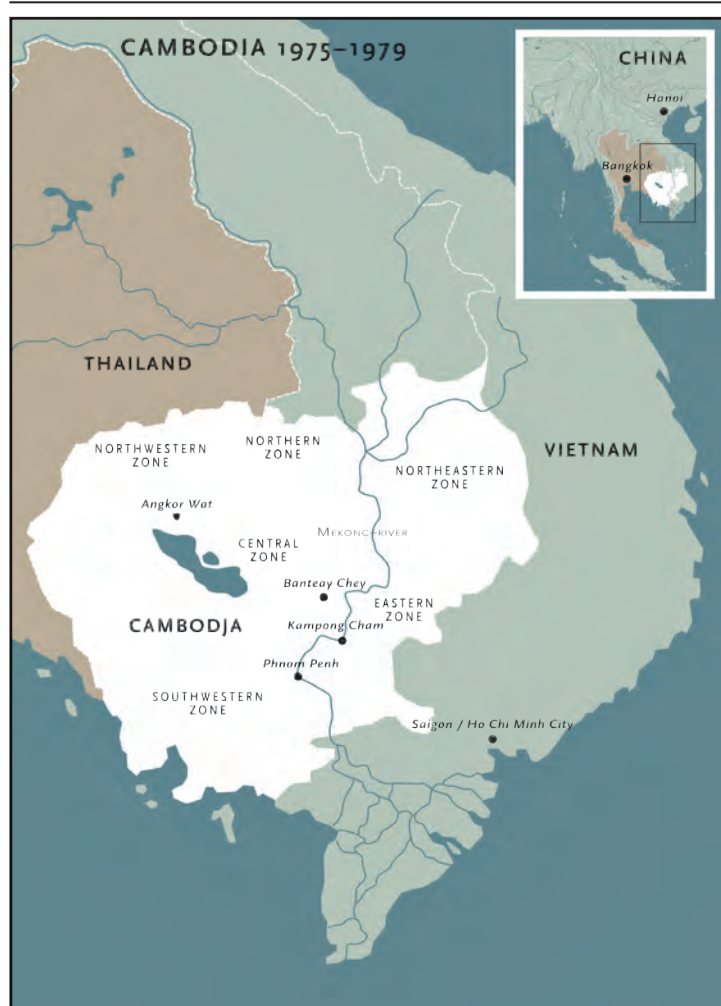 CAMBODIA 1975–1979
CHINA
Hanoi
Bangkok
THAILAND
NORTHWESTERN
ZONE
NORTHERN
ZONE
NORTHEASTERN
ZONE
VIETNAM
Angkor Wat
CENTRAL
ZONE
MEKONG-RIVER
Banteay Chey
EASTERN
ZONE
CAMBODJA
Kampong Cham
Phnom Penh
SOUTHWESTERN
ZONE
Saigon / Ho Chi Minh City